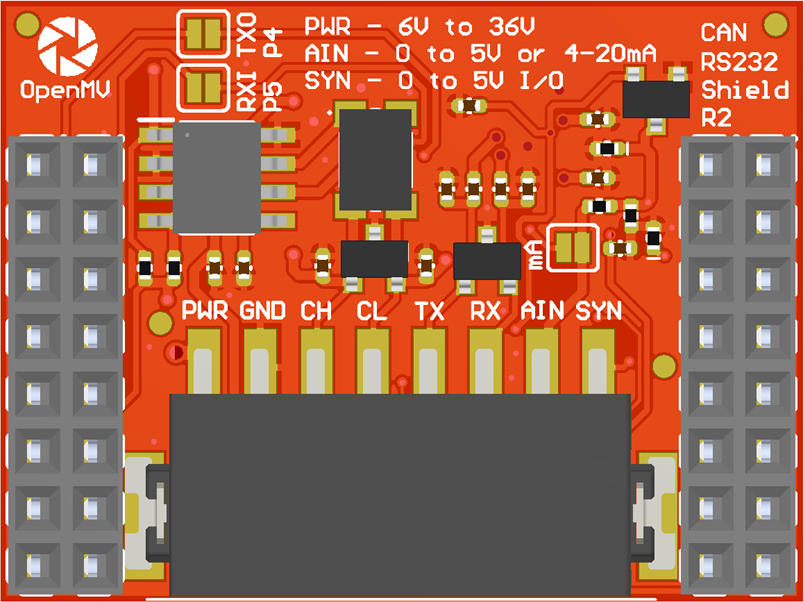 OpenMV
TXO
P4
RXI
P5
PWR - 6V to 36V
AIN - 0 to 5V or 4-20mA
SYN - 0 to 5V I/O
CAN
RS232
Shield
R2
mA
PWR GND CH CL TX RX AIN SYN